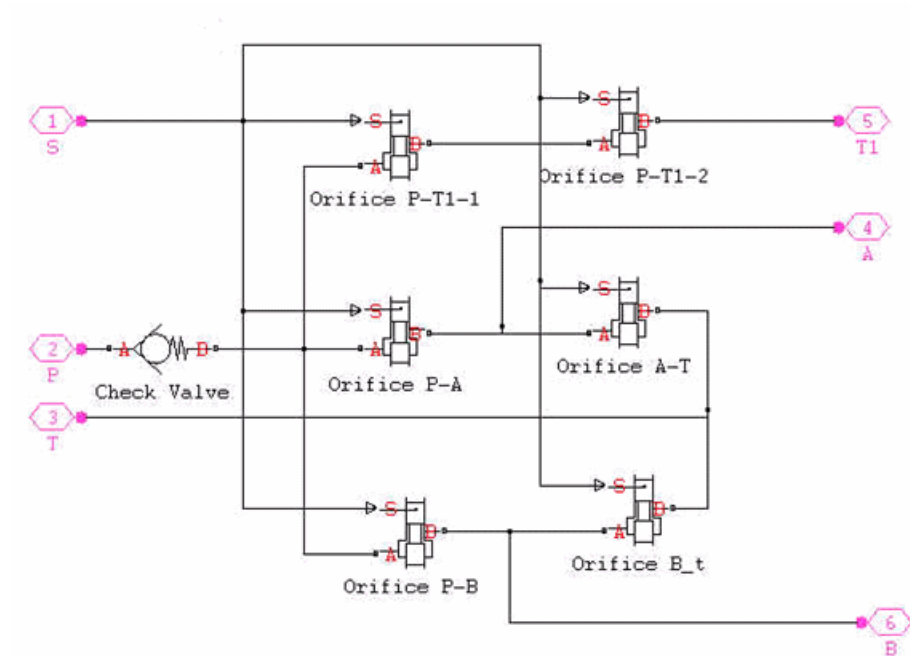 S
S
B
A
Orifice P-T1-2
1
S
S
B
A
Orifice P-T1-1
5
T1
4
A
S
B
A
Orifice A-T
S
B
A
Orifice P-A
2
P
A
B
Check Valve
3
T
S
B
A
Orifice B_t
S
B
A
Orifice P-B
6
B